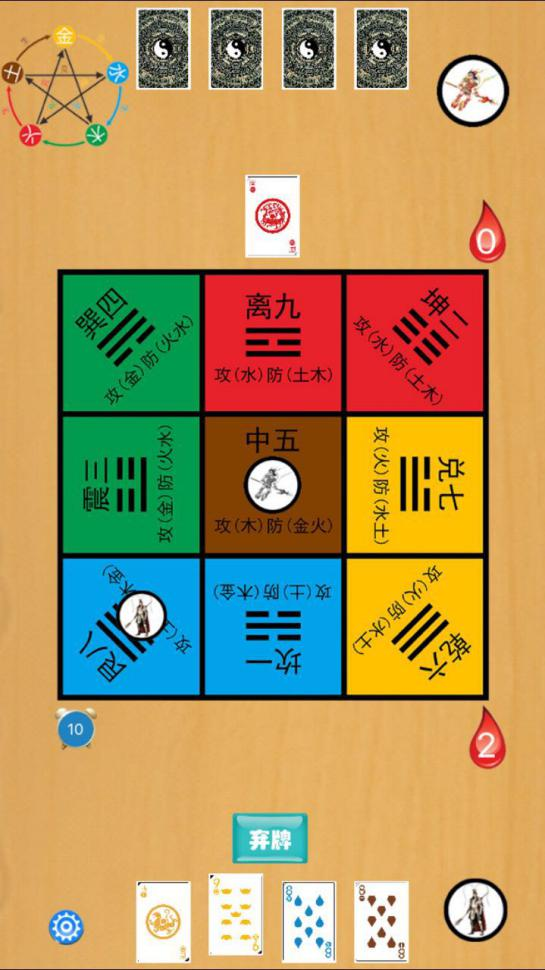 金
土
水
火
木
0
巽四
攻(金)防(火水)
离九
攻(水)防(土木)
坤二
攻(水)防(土木)
震三
攻(金)防(火水)
中五
攻(木)防(金火)
兑七
攻(火)防(水土)
艮八
坎一
攻(土)防(木金)
乾六
攻(火)防(水土)
10
2
弃牌
9
8
8